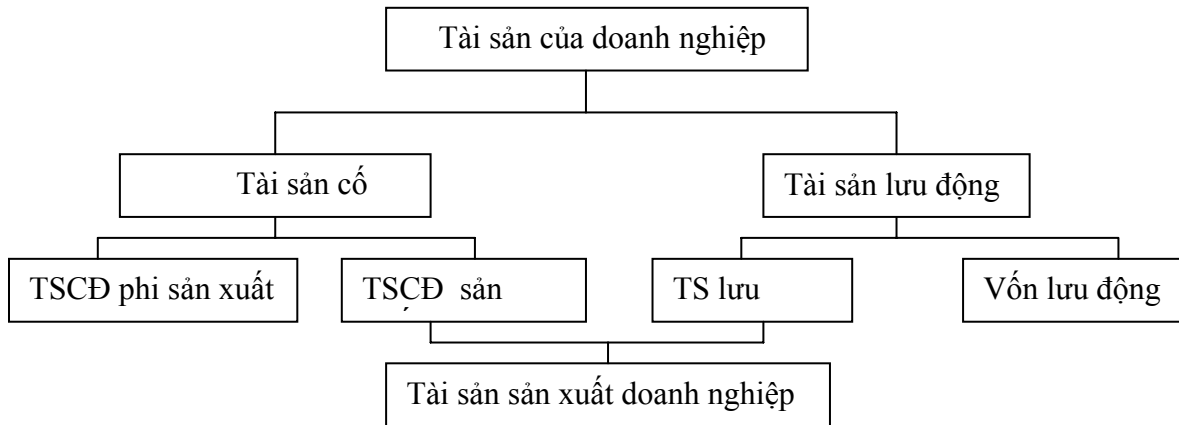 Tài sản của doanh nghiệp
Tài sản cố
Tài sản lưu động
TSCĐ phi sản xuất
TSCĐ sản
TS lưu
Vốn lưu động
Tài sản sản xuất doanh nghiệp